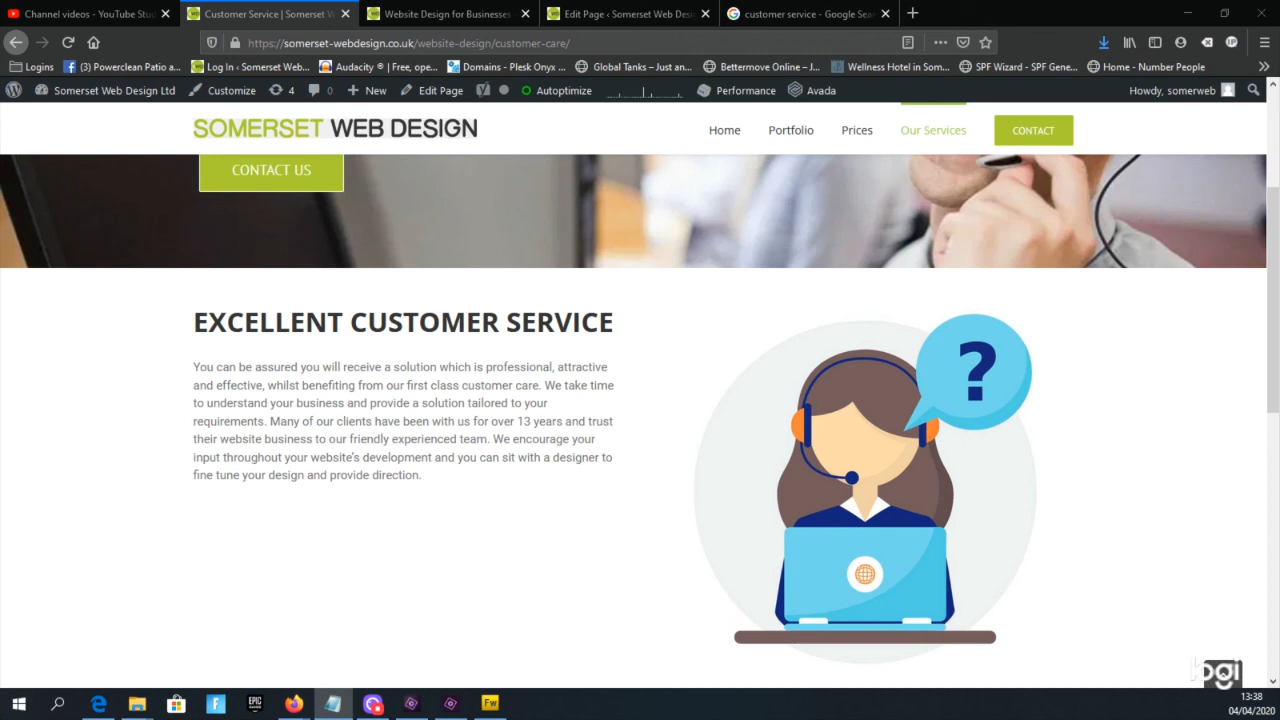 Channel videos - YouTube Stud
Customer Service | Somerset W
Website Design for Businesses
Edit Page ‹ Somerset Web Desi
customer service - Google Sear
https://somerset-webdesign.co.uk/website-design/customer-care/
Logins
(3) Powerclean Patio a...
Log In ‹ Somerset Web...
Audacity ® | Free, ope...
Domains - Plesk Onyx ...
Global Tanks – Just an...
Bettermove Online – J...
Wellness Hotel in Som...
SPF Wizard - SPF Gene...
Home - Number People
Somerset Web Design Ltd
Customize
4
0
New
Edit Page
Autoptimize
Performance
Avada
Howdy, somerweb
SOMERSET WEB DESIGN
Home
Portfolio
Prices
Our Services
CONTACT
CONTACT US
EXCELLENT CUSTOMER SERVICE
You can be assured you will receive a solution which is professional, attractive
and effective, whilst benefiting from our first class customer care. We take time
to understand your business and provide a solution tailored to your
requirements. Many of our clients have been with us for over 13 years and trust
their website business to our friendly experienced team. We encourage your
input throughout your website's development and you can sit with a designer to
fine tune your design and provide direction.
?
logi
EPIC
Fw
13:38
04/04/2020